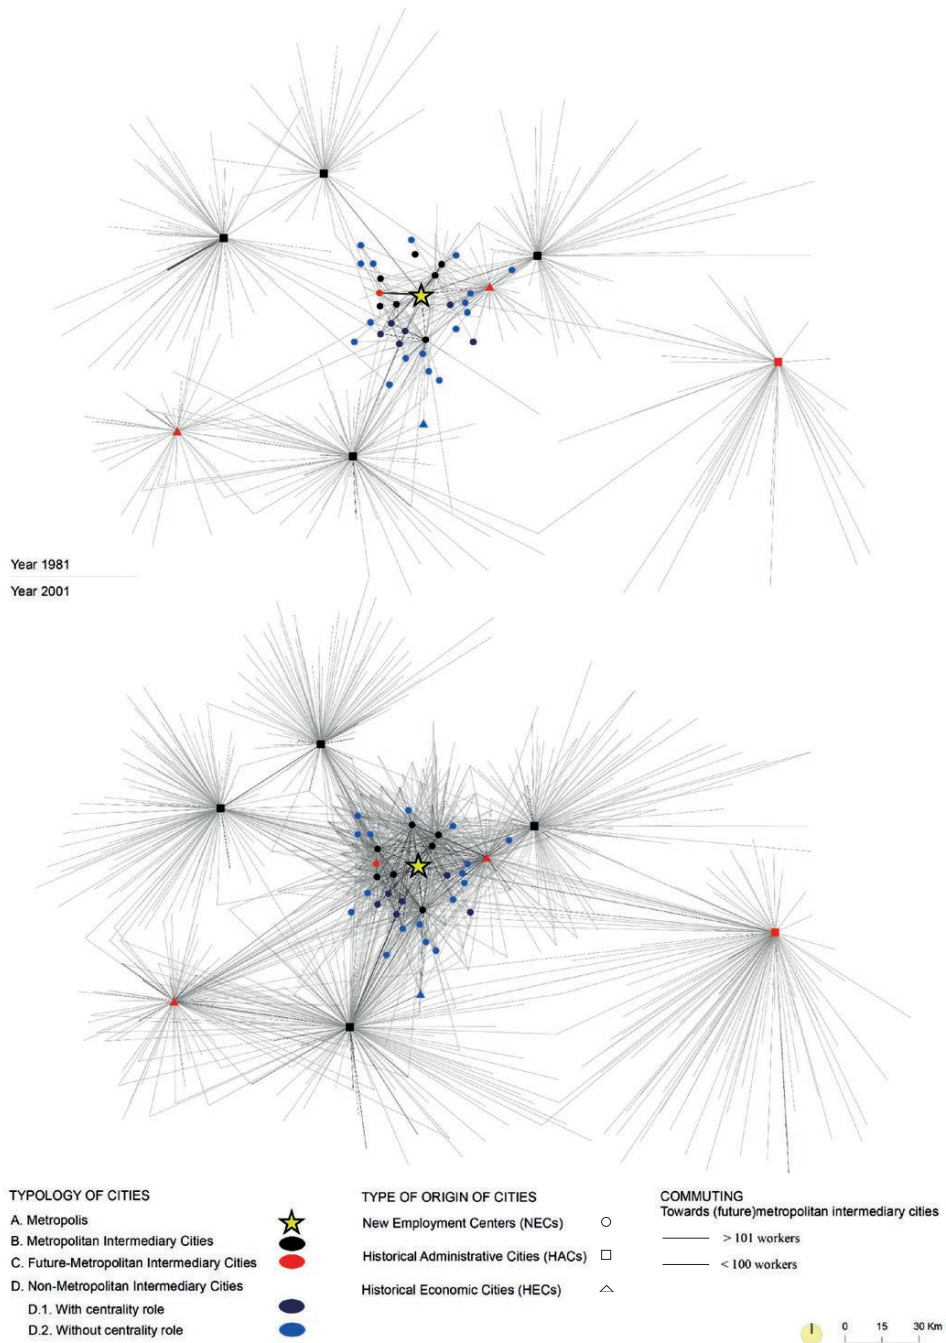 Year 1981
Year 2001
TYPOLOGY OF CITIES
A. Metropolis
B. Metropolitan Intermediary Cities
C. Future-Metropolitan Intermediary Cities
D. Non-Metropolitan Intermediary Cities
D.1. With centrality role
D.2. Without centrality role
TYPE OF ORIGIN OF CITIES
New Employment Centers (NECs)
Historical Administrative Cities (HACs)
Historical Economic Cities (HECs)
COMMUTING
Towards (future)metropolitan intermediary cities
> 101 workers
< 100 workers
0 15 30 Km